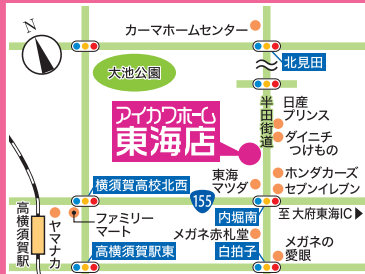 N
カーマホームセンター
北見田
大池公園
アイカワホーム
東海店
半田街道
日産
プリンス
ダイニチ
つけもの
東海
マツダ
ホンダカーズ
セブンイレブン
横須賀高校北西
155
内堀南
至大府東海IC
高横須賀駅
ヤマナカ
ファミリー
マート
メガネ赤札堂
高横須賀駅東
白拍子
メガネの
愛眼